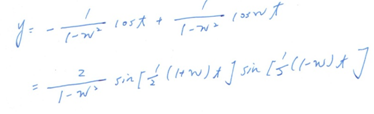 y = - 1/(1-w²) cos t + 1/(1-w²) cos wt
= 2/(1-w²) sin [½ (1+w) t] sin [½ (1-w) t]